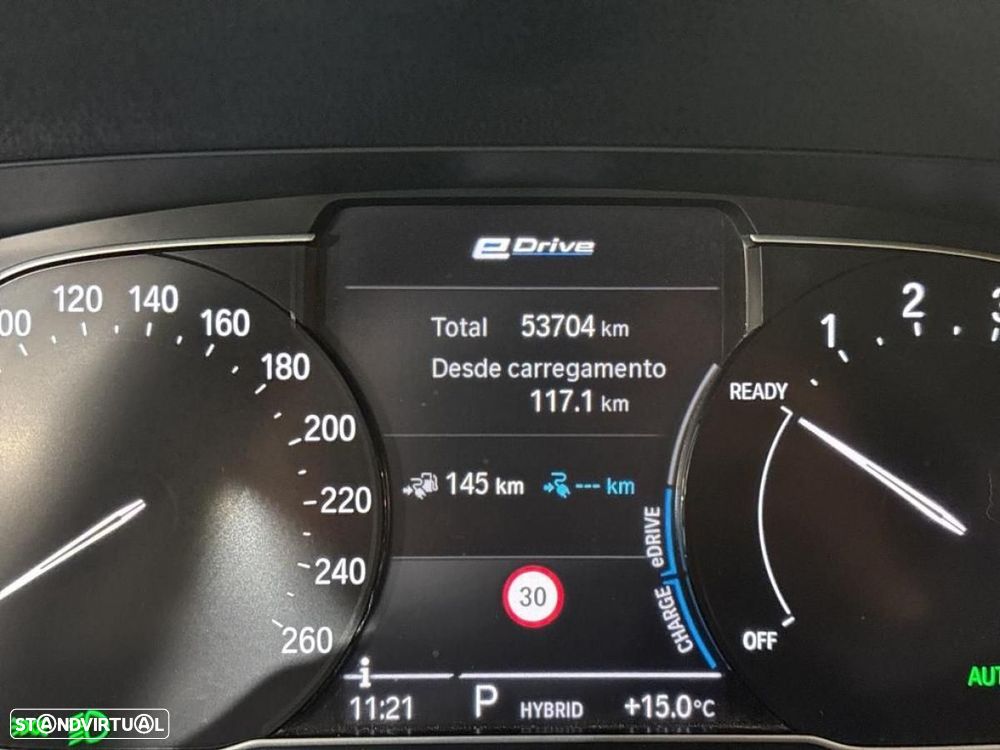 eDrive
Total 53704 km
Desde carregamento
117.1 km
145 km --- km
30
11:21 P HYBRID +15.0°C
120 140 160 180 200 220 240 260
1 2
READY
OFF
eDRIVE
CHARGE
STANDVIRTUAL